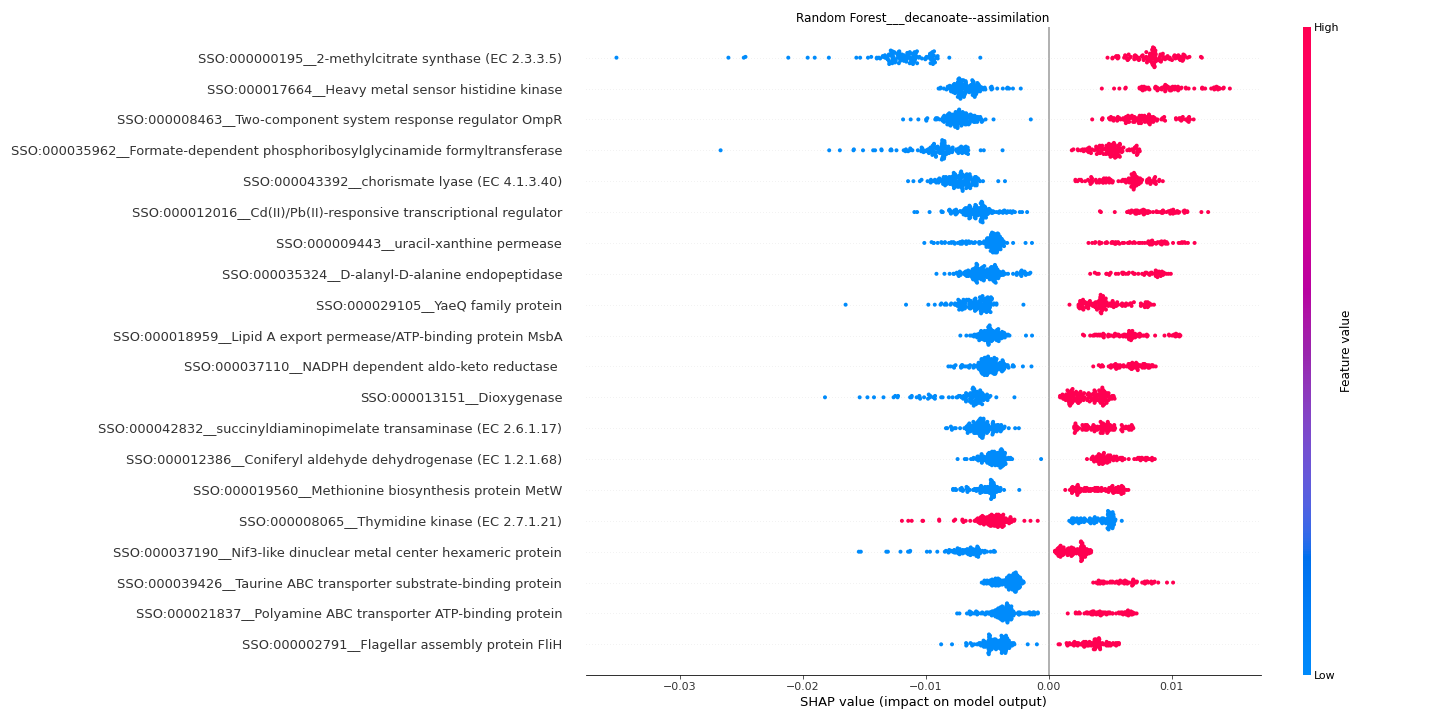 Random Forest___decanoate--assimilation
SSO:000000195__2-methylcitrate synthase (EC 2.3.3.5)
SSO:000017664__Heavy metal sensor histidine kinase
SSO:000008463__Two-component system response regulator OmpR
SSO:000035962__Formate-dependent phosphoribosylglycinamide formyltransferase
SSO:000043392__chorismate lyase (EC 4.1.3.40)
SSO:000012016__Cd(II)/Pb(II)-responsive transcriptional regulator
SSO:000009443__uracil-xanthine permease
SSO:000035324__D-alanyl-D-alanine endopeptidase
SSO:000029105__YaeQ family protein
SSO:000018959__Lipid A export permease/ATP-binding protein MsbA
SSO:000037110__NADPH dependent aldo-keto reductase
SSO:000013151__Dioxygenase
SSO:000042832__succinyldiaminopimelate transaminase (EC 2.6.1.17)
SSO:000012386__Coniferyl aldehyde dehydrogenase (EC 1.2.1.68)
SSO:000019560__Methionine biosynthesis protein MetW
SSO:000008065__Thymidine kinase (EC 2.7.1.21)
SSO:000037190__Nif3-like dinuclear metal center hexameric protein
SSO:000039426__Taurine ABC transporter substrate-binding protein
SSO:000021837__Polyamine ABC transporter ATP-binding protein
SSO:000002791__Flagellar assembly protein FliH
−0.03 −0.02 −0.01 0.00 0.01
SHAP value (impact on model output)
High
Feature value
Low